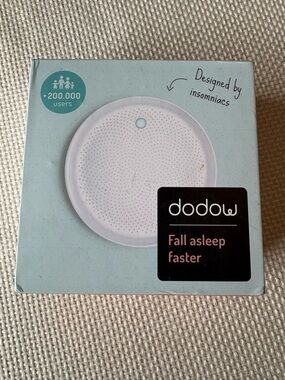 +200.000
users
Designed by
insomniacs
dodow
Fall asleep
faster